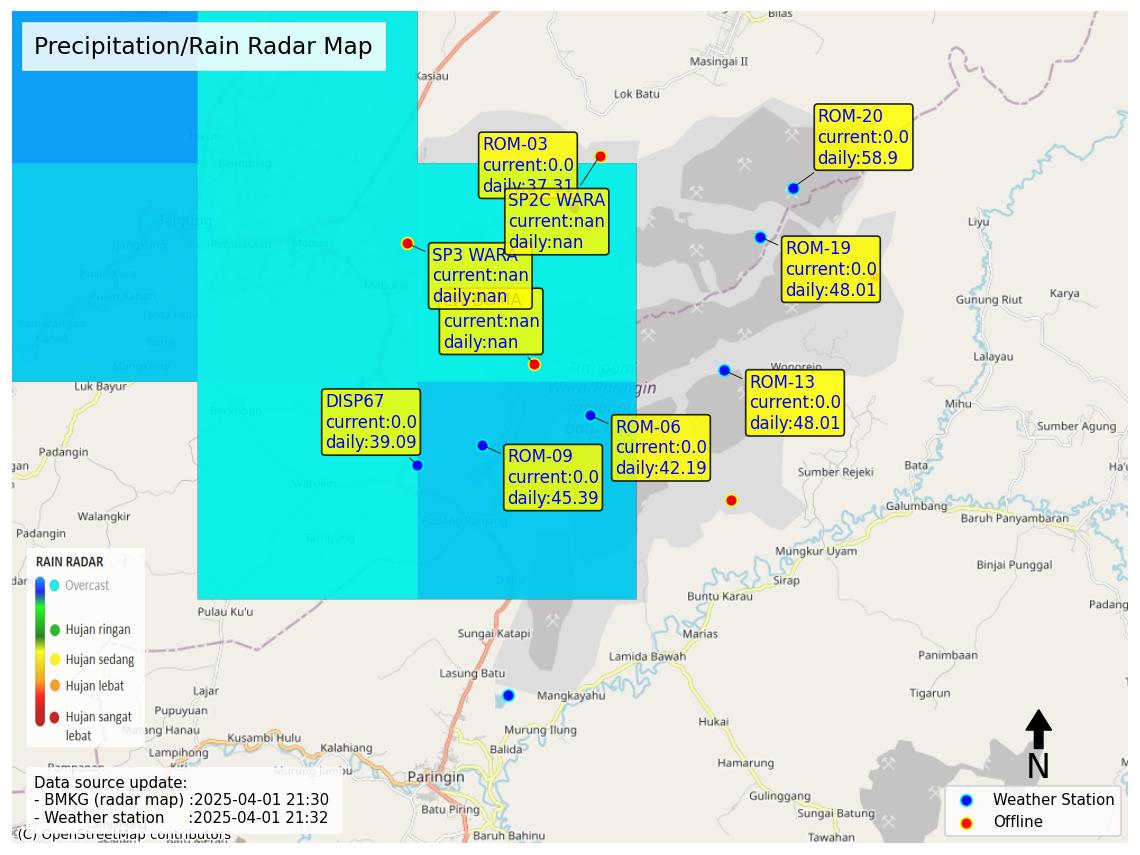 Precipitation/Rain Radar Map
Bilas
Masingai II
Kasiau
Lok Batu
ROM-20
current:0.0
daily:58.9
ROM-03
current:0.0
daily:37.31
SP2C WARA
current:nan
daily:nan
Tanjung
Liyu
SP3 WARA
current:nan
daily:nan
ROM-19
current:0.0
daily:48.01
current:nan
daily:nan
Gunung Riut
Karya
Lalayau
Wonorejo
Luk Bayur
ROM-13
current:0.0
daily:48.01
DISP67
current:0.0
daily:39.09
ROM-06
current:0.0
daily:42.19
Mihu
Sumber Agung
ROM-09
current:0.0
daily:45.39
Bata
Sumber Rejeki
Galumbang
Baruh Panyambaran
Walangkir
Padangin
Mungkur Uyam
Binjai Punggal
RAIN RADAR
Overcast
Hujan ringan
Hujan sedang
Hujan lebat
Hujan sangat
lebat
Sirap
Buntu Karau
Padang
Pulau Ku'u
Sungai Katapi
Marias
Lamida Bawah
Panimbaan
Lasung Batu
Lajar
Mangkayahu
Tigarun
Pupuyuan
Matang Hanau
Murung Ilung
Hukai
Kusambi Hulu
Lampihong
Kalahiang
Balida
Hamarung
Murung Jambu
Paringin
N
Data source update:
- BMKG (radar map) :2025-04-01 21:30
- Weather station :2025-04-01 21:32
Batu Piring
Gulinggang
Sungai Batung
Weather Station
Offline
(C) OpenStreetMap contributors
Baruh Bahinu
Tawahan